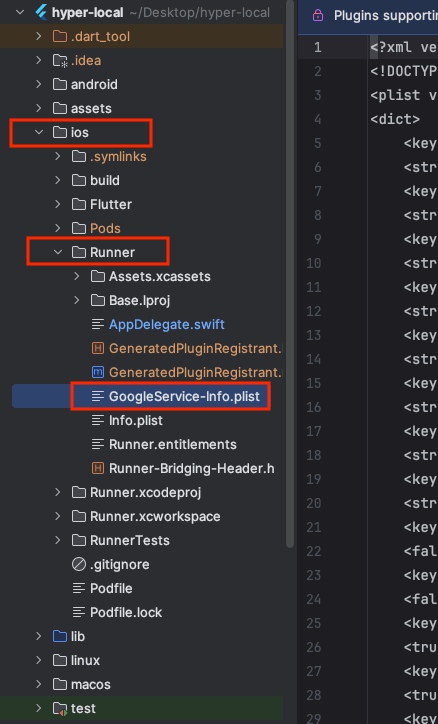 hyper-local ~/Desktop/hyper-local
.dart_tool
.idea
android
assets
ios
.symlinks
build
Flutter
Pods
Runner
Assets.xcassets
Base.lproj
AppDelegate.swift
GeneratedPluginRegistrant.
GeneratedPluginRegistrant.
GoogleService-Info.plist
Info.plist
Runner.entitlements
Runner-Bridging-Header.h
Runner.xcodeproj
Runner.xcworkspace
RunnerTests
.gitignore
Podfile
Podfile.lock
lib
linux
macos
test
Plugins supportin
1 <?xml ve
2 <!DOCTYP
3 <plist v
4 <dict>
5 <key
6 <str
7 <key
8 <str
9 <key
10 <str
11 <key
12 <str
13 <key
14 <str
15 <key
16 <str
17 <key
18 <str
19 <key
20 <str
21 <key
22 <fal
23 <key
24 <fal
25 <key
26 <tru
27 <key
28 <tru
29 <key